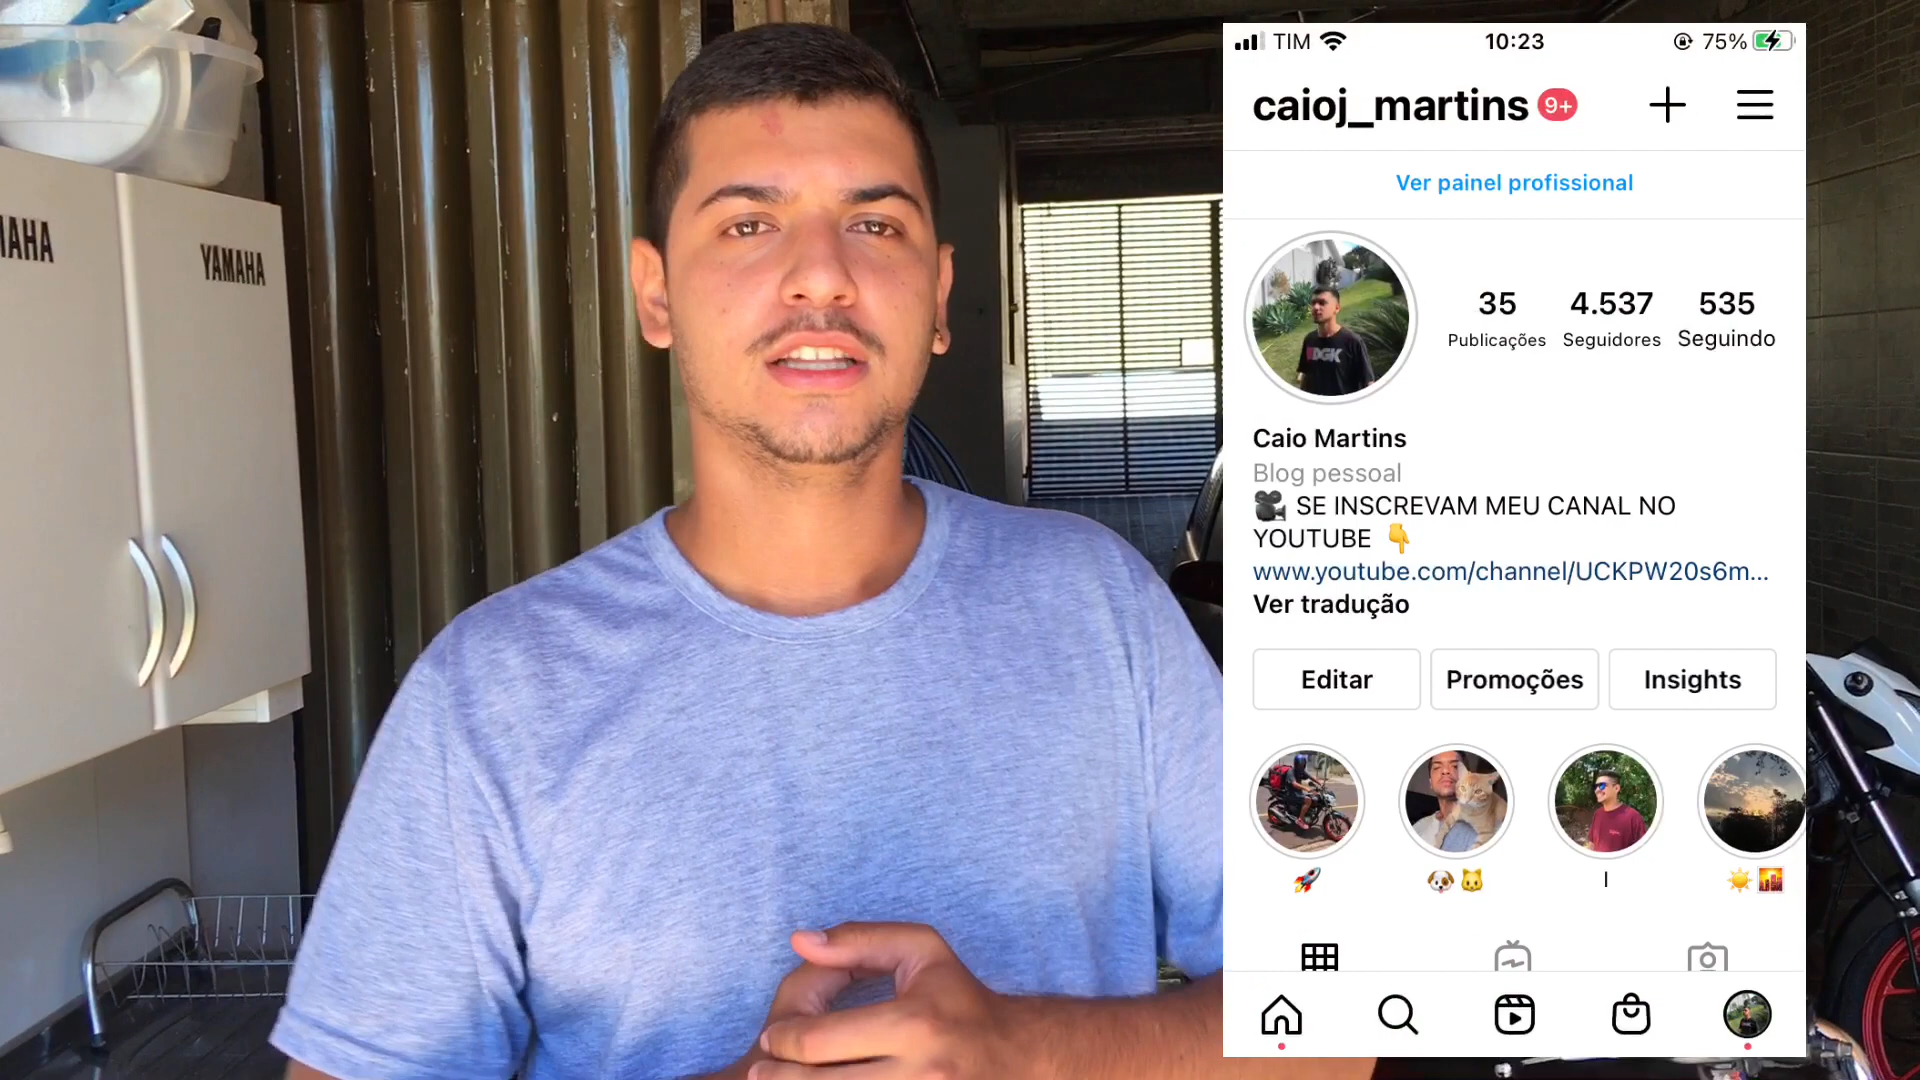 AHA
YAMAHA
TIM
10:23
75%
caioj_martins 9+
Ver painel profissional
35
4.537
535
Publicações
Seguidores
Seguindo
DGK
Caio Martins
Blog pessoal
🎥 SE INSCREVAM MEU CANAL NO
YOUTUBE 👇
www.youtube.com/channel/UCKPW20s6m...
Ver tradução
Editar
Promoções
Insights
🚀
🐶🐱
I
☀️🌇